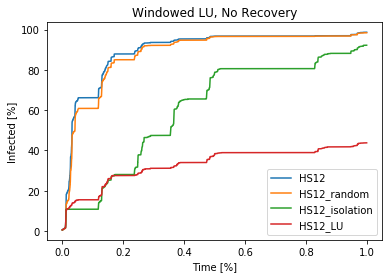 Windowed LU, No Recovery
Infected [%]
100
80
60
40
20
0
HS12
HS12_random
HS12_isolation
HS12_LU
0.0 0.2 0.4 0.6 0.8 1.0
Time [%]